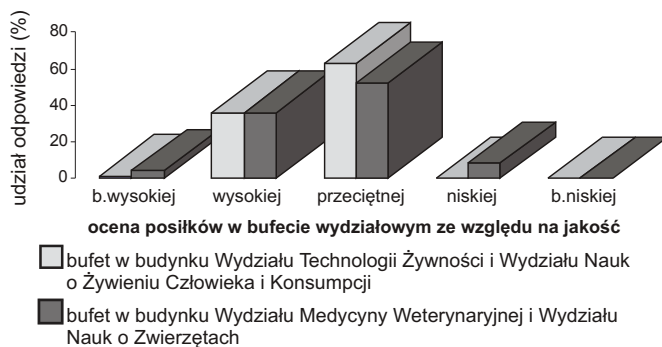 udział odpowiedzi (%)
80
60
40
20
0
b.wysokiej wysokiej przeciętnej niskiej b.niskiej
ocena posiłków w bufecie wydziałowym ze względu na jakość
bufet w budynku Wydziału Technologii Żywności i Wydziału Nauk
o Żywieniu Człowieka i Konsumpcji
bufet w budynku Wydziału Medycyny Weterynaryjnej i Wydziału
Nauk o Zwierzętach